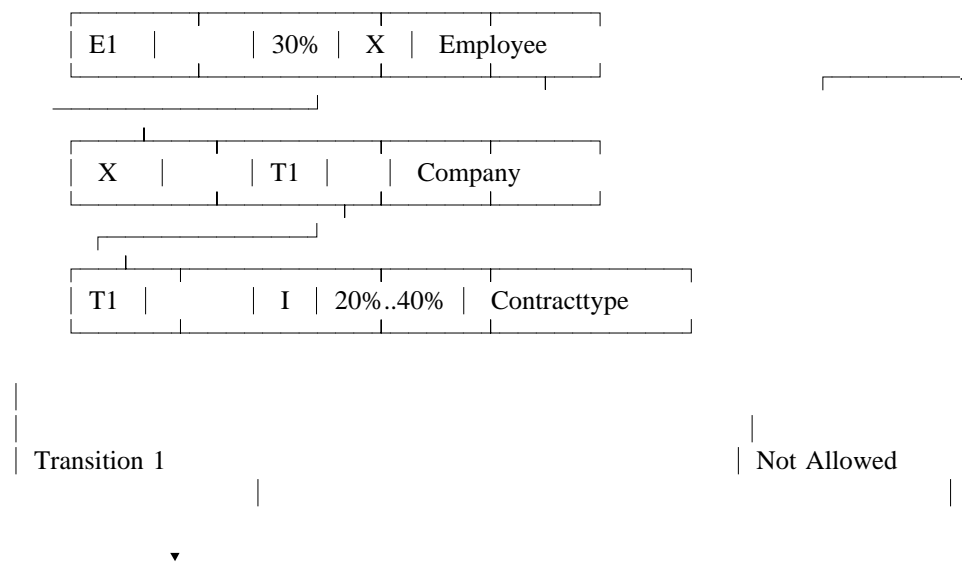 E1 30% X Employee
X T1 Company
T1 I 20%..40% Contracttype
Transition 1 Not Allowed